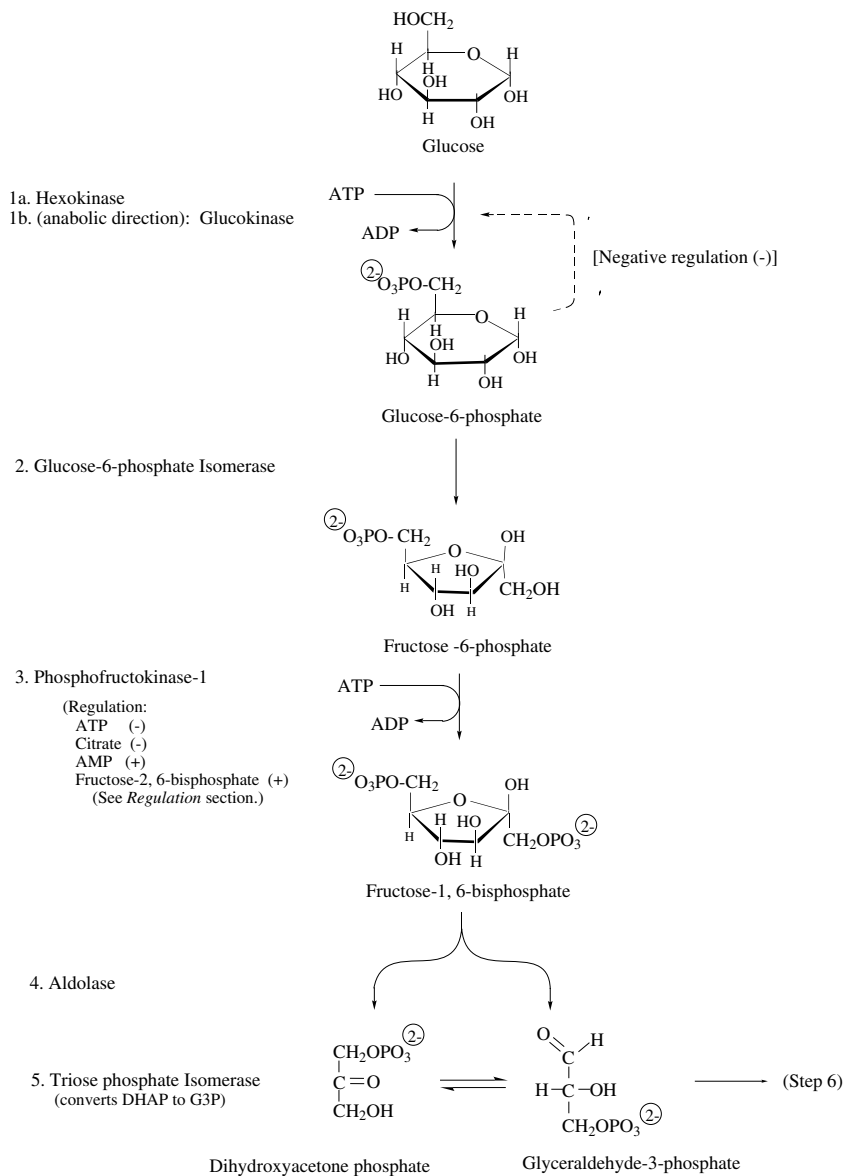 HOCH2
H
O
H
H
OH
HO
OH
H
OH
Glucose
1a. Hexokinase
1b. (anabolic direction): Glucokinase
ATP
ADP
[Negative regulation (-)]
2-
O3PO-CH2
H
O
H
H
OH
HO
OH
H
OH
Glucose-6-phosphate
2. Glucose-6-phosphate Isomerase
2-
O3PO- CH2
O
OH
H
HO
H
CH2OH
OH
H
Fructose -6-phosphate
3. Phosphofructokinase-1
ATP
ADP
(Regulation:
ATP (-)
Citrate (-)
AMP (+)
Fructose-2, 6-bisphosphate (+)
(See Regulation section.)
2-
O3PO-CH2
O
OH
H
HO
H
CH2OPO3 2-
OH
H
Fructose-1, 6-bisphosphate
4. Aldolase
5. Triose phosphate Isomerase
(converts DHAP to G3P)
CH2OPO3 2-
C=O
CH2OH
Dihydroxyacetone phosphate
O
H
C
H-C-OH
CH2OPO3 2-
Glyceraldehyde-3-phosphate
(Step 6)